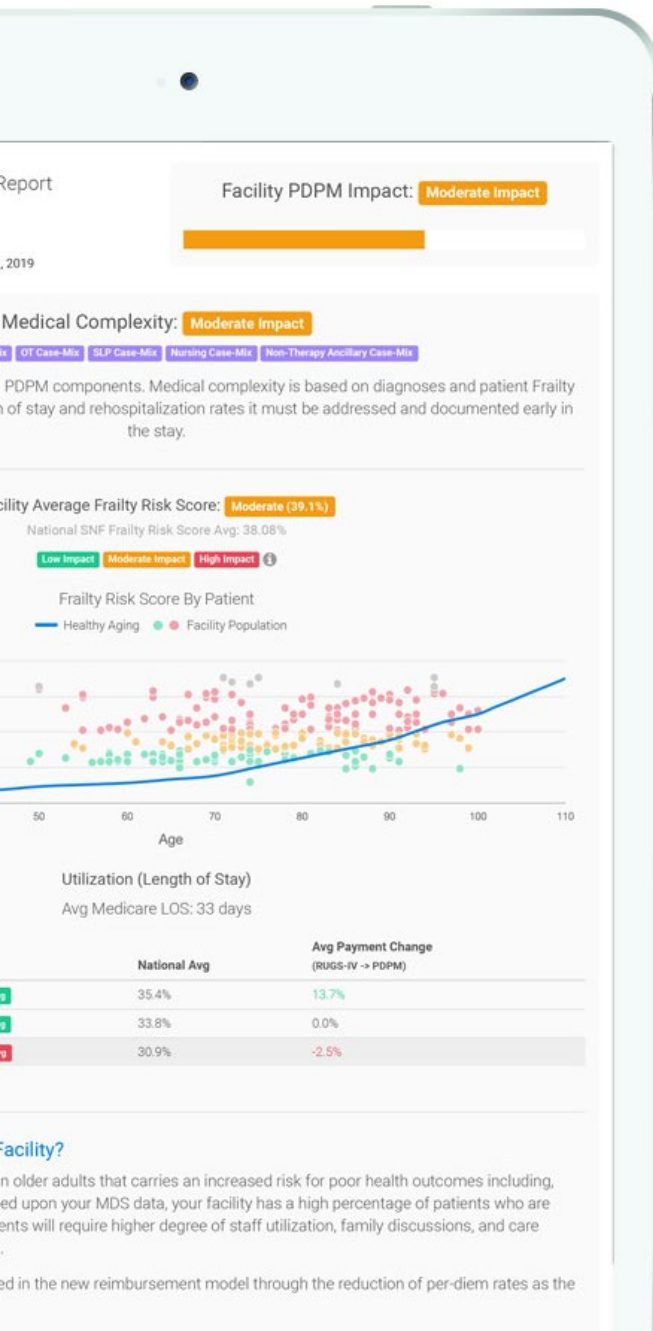 Report
Facility PDPM Impact: Moderate Impact
, 2019
Medical Complexity: Moderate Impact
ix OT Case-Mix SLP Case-Mix Nursing Case-Mix Non-Therapy Ancillary Case-Mix
PDPM components. Medical complexity is based on diagnoses and patient Frailty
of stay and rehospitalization rates it must be addressed and documented early in
the stay.
cility Average Frailty Risk Score: Moderate (39.1%)
National SNF Frailty Risk Score Avg: 38.08%
Low Impact Moderate Impact High Impact i
Frailty Risk Score By Patient
Healthy Aging Facility Population
50 60 70 80 90 100 110
Age
Utilization (Length of Stay)
Avg Medicare LOS: 33 days
National Avg Avg Payment Change
(RUGS-IV -> PDPM)
35.4% 13.7%
33.8% 0.0%
30.9% -2.5%
Facility?
n older adults that carries an increased risk for poor health outcomes including,
ed upon your MDS data, your facility has a high percentage of patients who are
ents will require higher degree of staff utilization, family discussions, and care
.
ed in the new reimbursement model through the reduction of per-diem rates as the